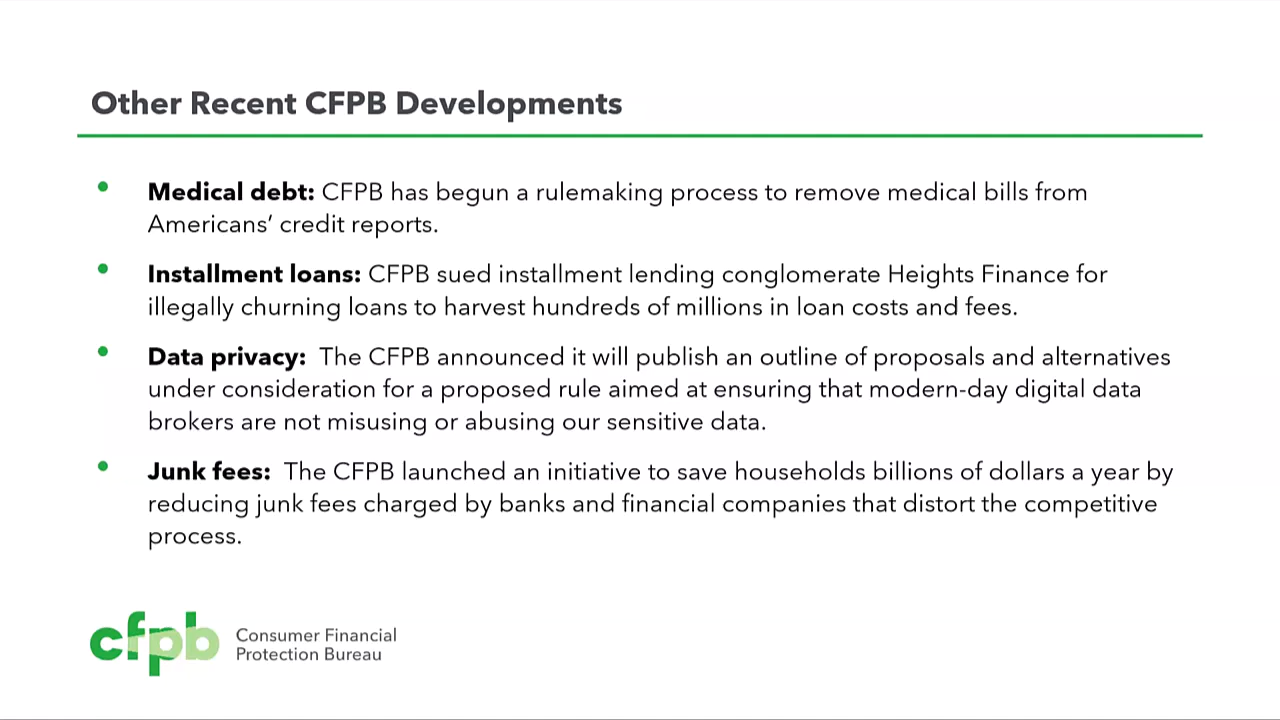 Other Recent CFPB Developments
• Medical debt: CFPB has begun a rulemaking process to remove medical bills from
Americans’ credit reports.
• Installment loans: CFPB sued installment lending conglomerate Heights Finance for
illegally churning loans to harvest hundreds of millions in loan costs and fees.
• Data privacy:  The CFPB announced it will publish an outline of proposals and alternatives
under consideration for a proposed rule aimed at ensuring that modern-day digital data
brokers are not misusing or abusing our sensitive data.
• Junk fees:  The CFPB launched an initiative to save households billions of dollars a year by
reducing junk fees charged by banks and financial companies that distort the competitive
process.
cfpb Consumer Financial
Protection Bureau